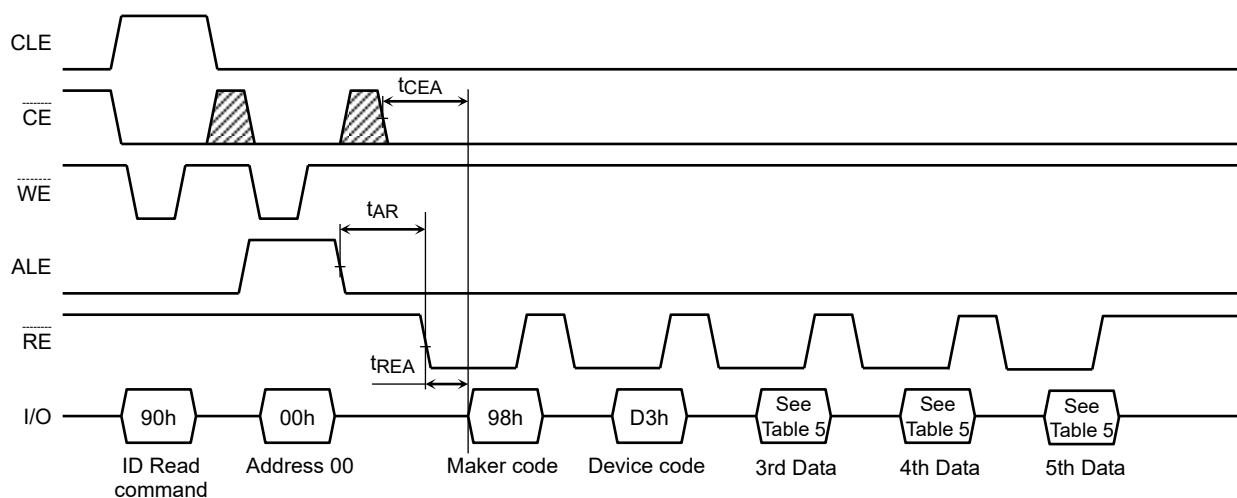 CLE
tCEA
CE
WE
tAR
ALE
RE
tREA
I/O
90h
00h
98h
D3h
See
Table 5
See
Table 5
See
Table 5
ID Read
command
Address 00
Maker code
Device code
3rd Data
4th Data
5th Data